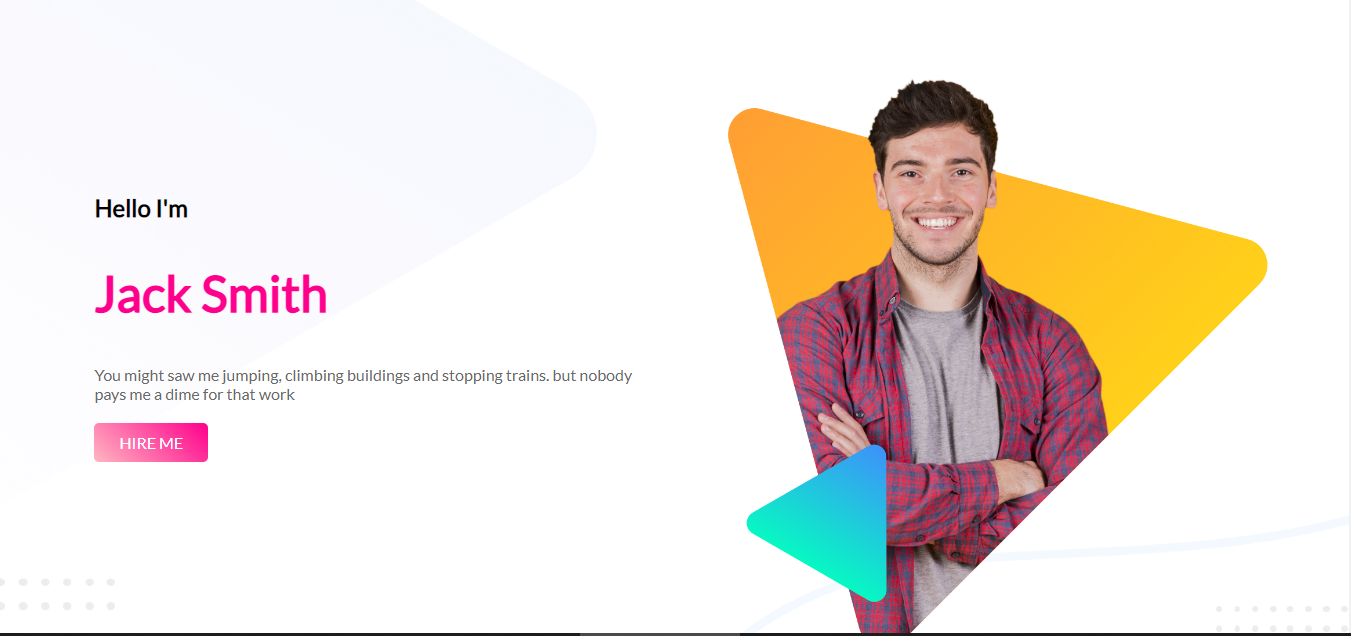 Hello I'm
Jack Smith
You might saw me jumping, climbing buildings and stopping trains. but nobody
pays me a dime for that work
HIRE ME